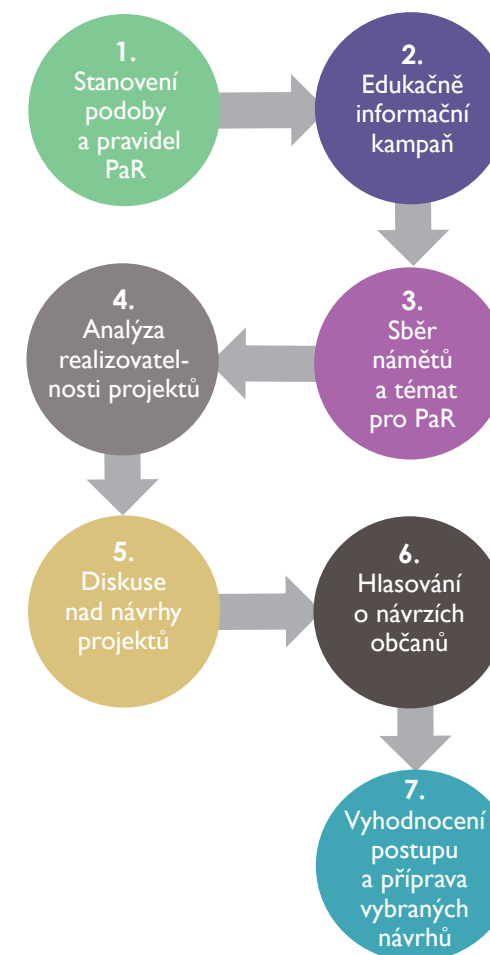 1.
Stanovení
podoby
a pravidel
PaR
2.
Edukačně
informační
kampaň
3.
Sběr
námětů
a témat
pro PaR
4.
Analýza
realizovatel-
nosti projektů
5.
Diskuse
nad návrhy
projektů
6.
Hlasování
o návrzích
občanů
7.
Vyhodnocení
postupu
a příprava
vybraných
návrhů